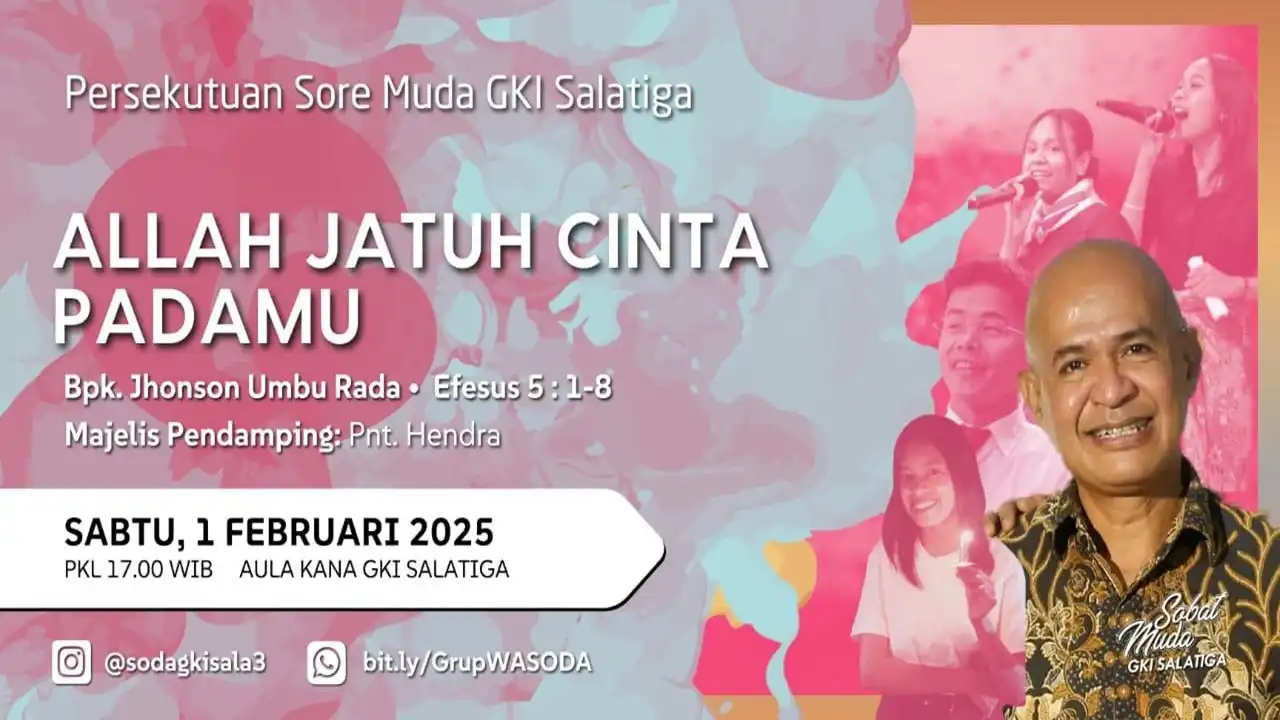 Persekutuan Sore Muda GKI Salatiga
ALLAH JATUH CINTA
PADAMU
Bpk. Jhonson Umbu Rada • Efesus 5 : 1-8
Majelis Pendamping: Pnt. Hendra
SABTU, 1 FEBRUARI 2025
PKL 17.00 WIB AULA KANA GKI SALATIGA
@sodagkisala3 bit.ly/GrupWASODA
Sobat
Muda
GKI SALATIGA